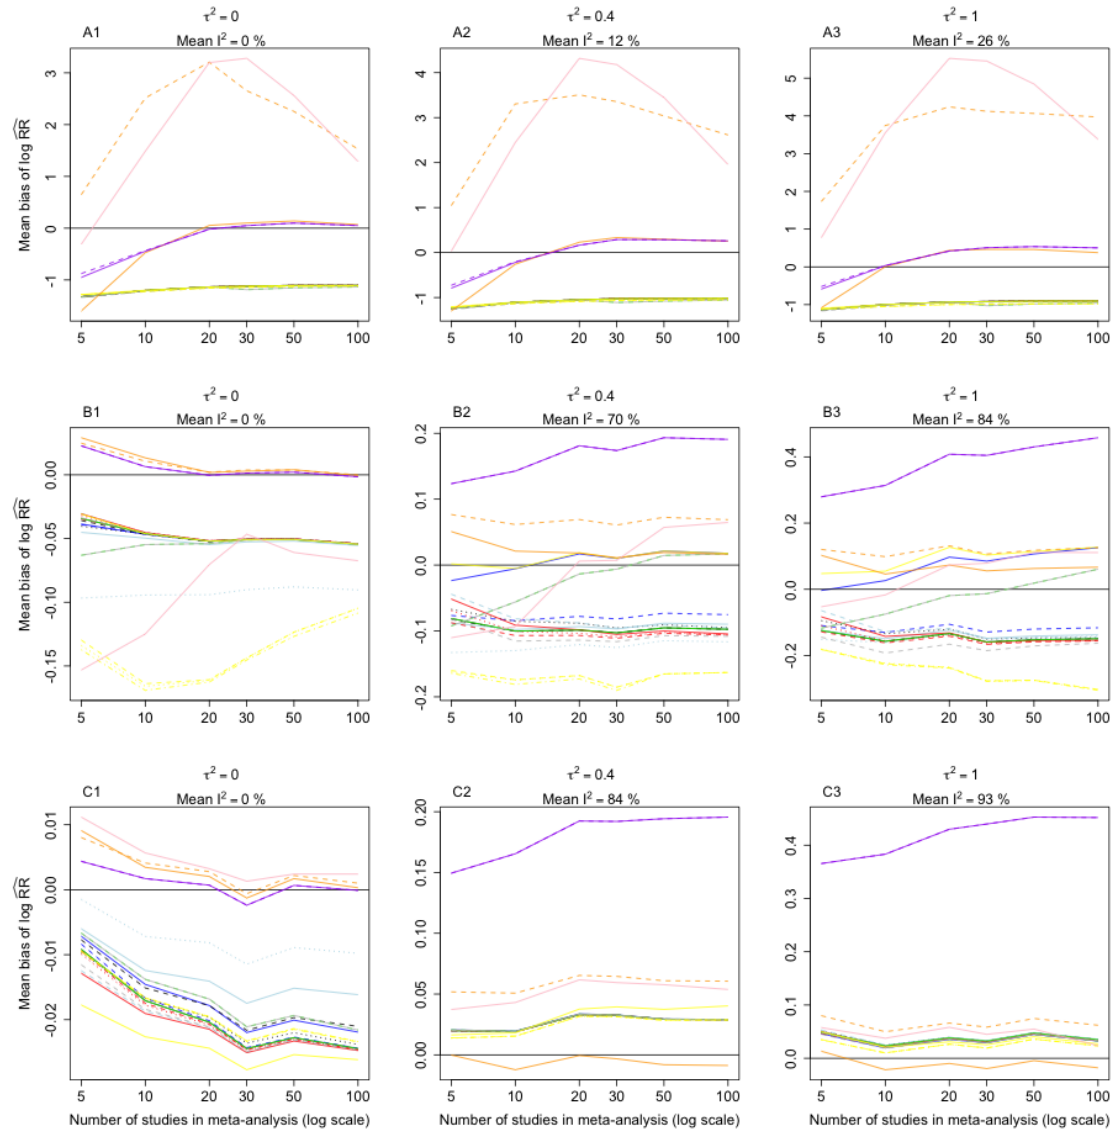 τ² = 0
A1
Mean I² = 0 %
Mean bias of log R̂R̂
3
2
1
0
-1
5 10 20 30 50 100
τ² = 0.4
A2
Mean I² = 12 %
4
3
2
1
0
-1
5 10 20 30 50 100
τ² = 1
A3
Mean I² = 26 %
5
4
3
2
1
0
-1
5 10 20 30 50 100
τ² = 0
B1
Mean I² = 0 %
Mean bias of log R̂R̂
0.00
-0.05
-0.10
-0.15
5 10 20 30 50 100
τ² = 0.4
B2
Mean I² = 70 %
0.2
0.1
0.0
-0.1
-0.2
5 10 20 30 50 100
τ² = 1
B3
Mean I² = 84 %
0.4
0.2
0.0
-0.2
5 10 20 30 50 100
τ² = 0
C1
Mean I² = 0 %
Mean bias of log R̂R̂
0.01
0.00
-0.01
-0.02
5 10 20 30 50 100
Number of studies in meta-analysis (log scale)
τ² = 0.4
C2
Mean I² = 84 %
0.20
0.15
0.10
0.05
0.00
5 10 20 30 50 100
Number of studies in meta-analysis (log scale)
τ² = 1
C3
Mean I² = 93 %
0.4
0.3
0.2
0.1
0.0
5 10 20 30 50 100
Number of studies in meta-analysis (log scale)